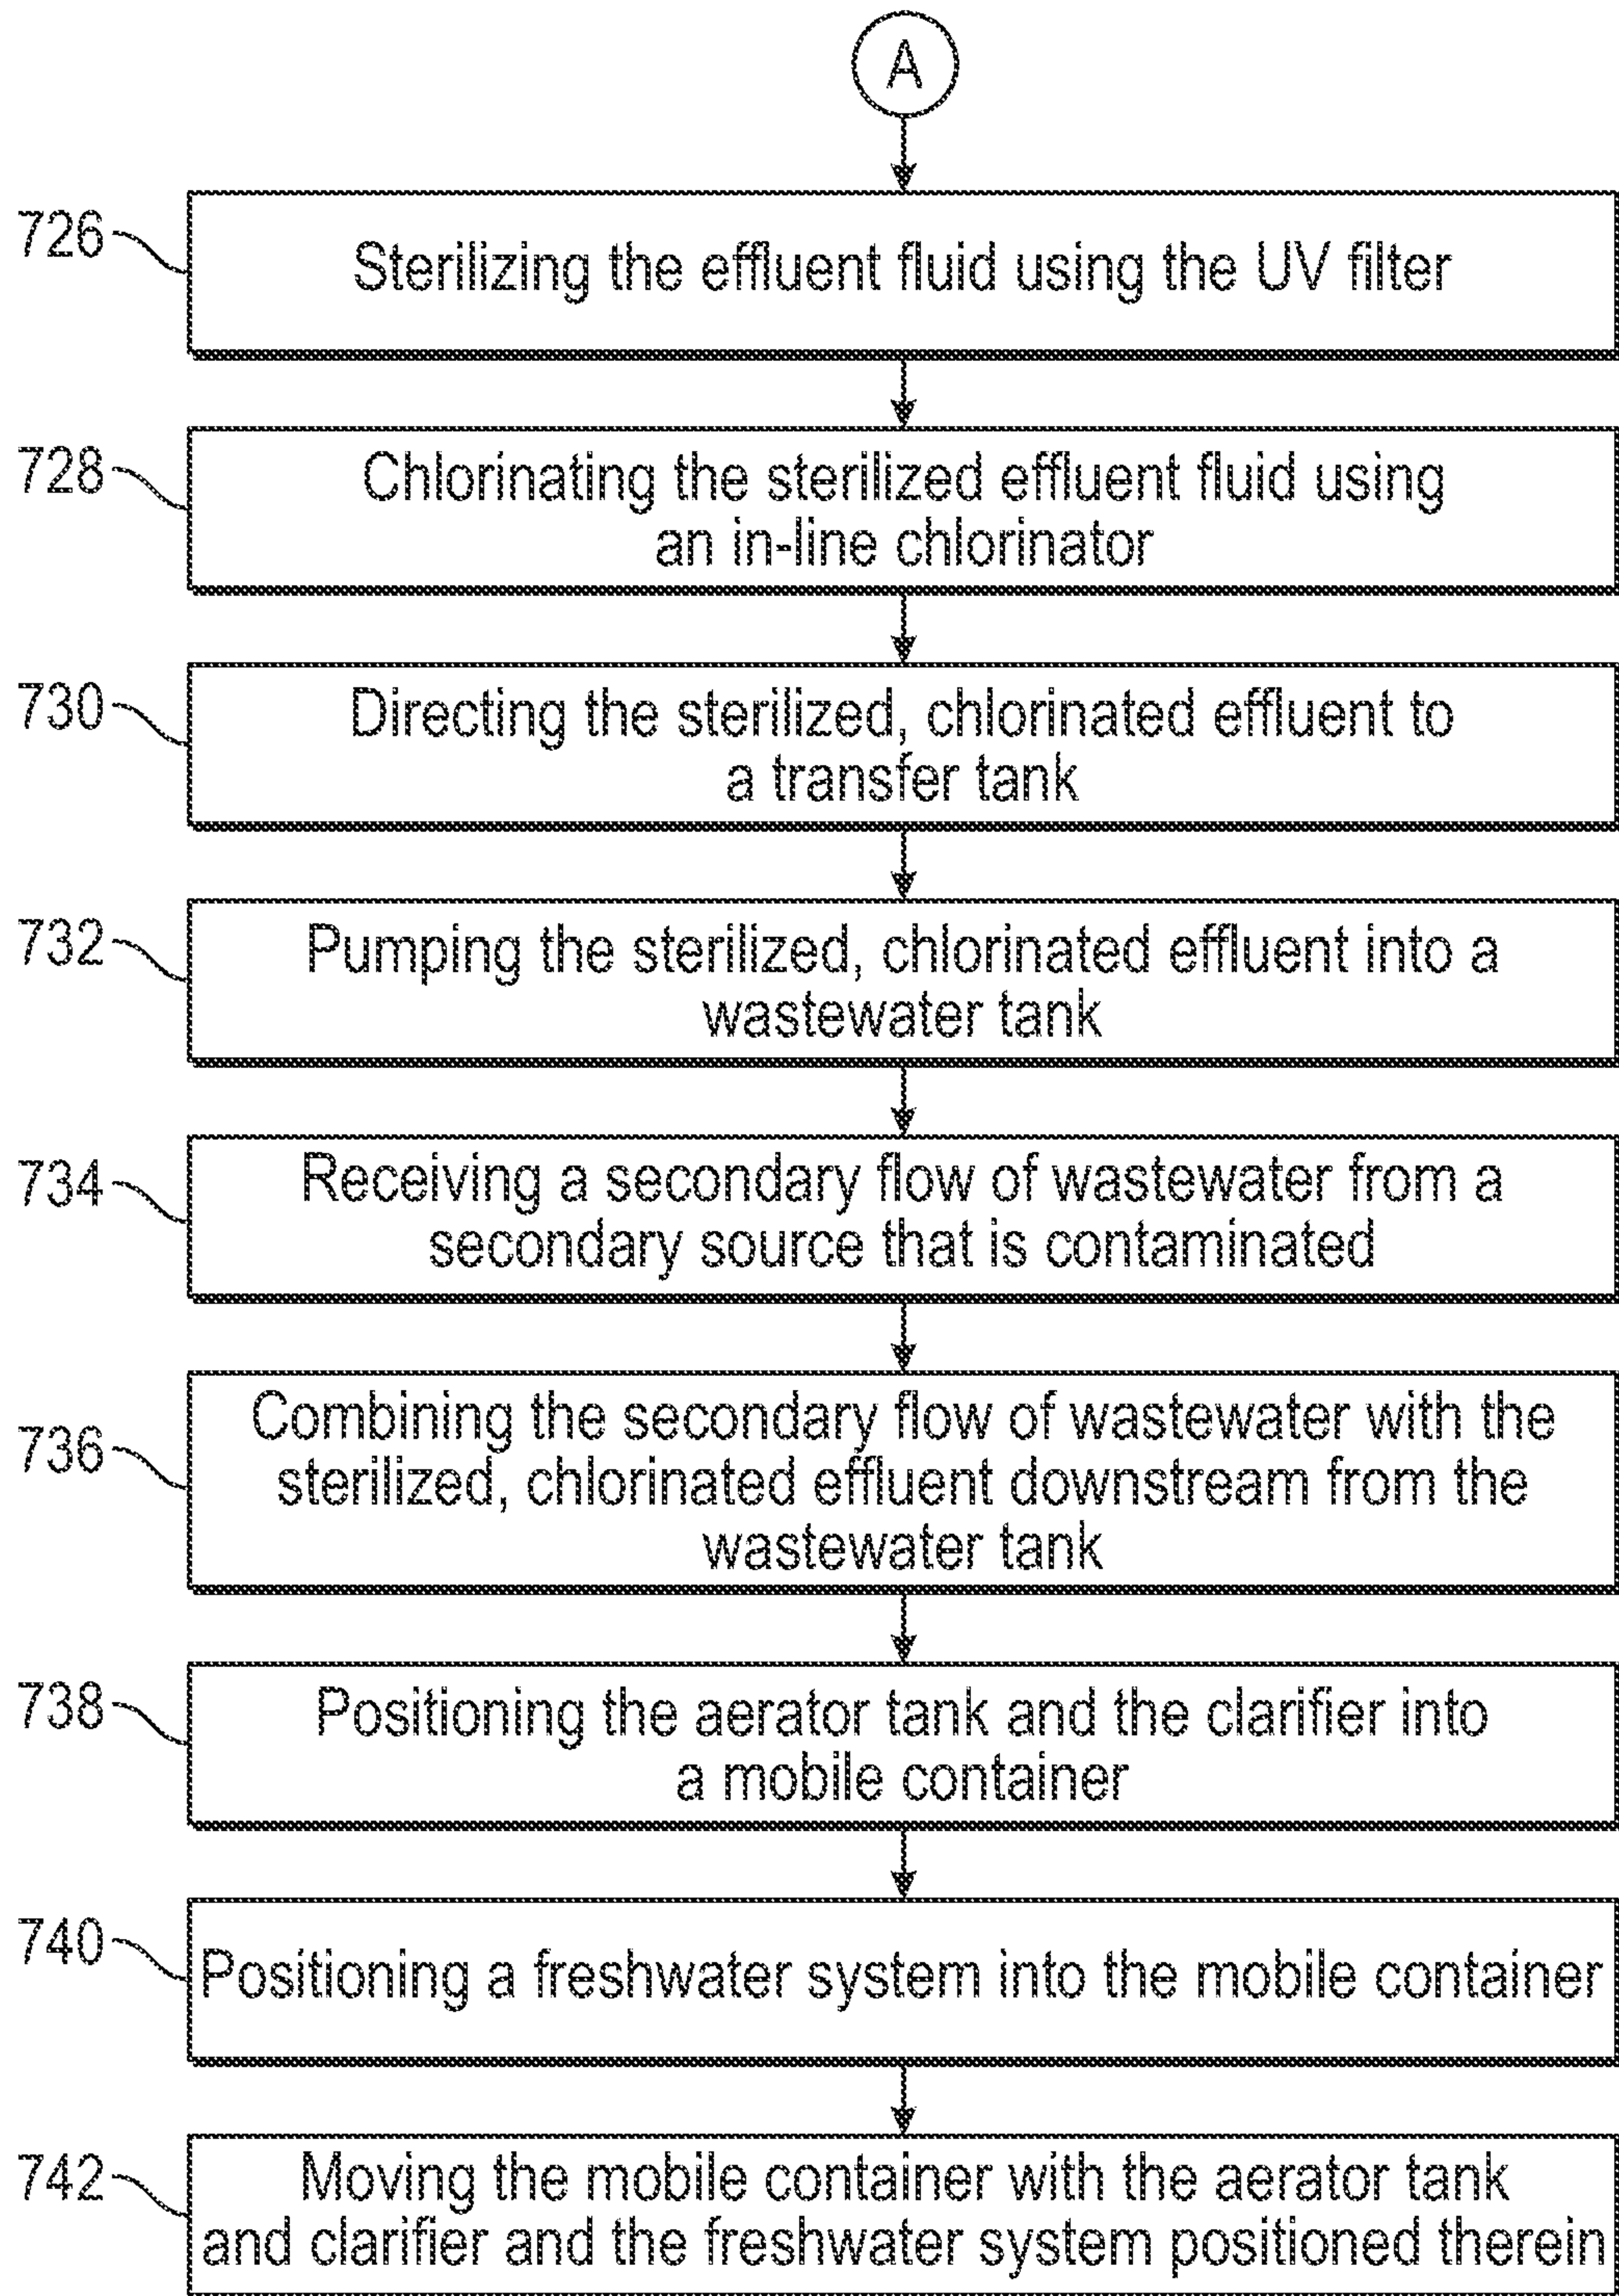 A
726
Sterilizing the effluent fluid using the UV filter
728
Chlorinating the sterilized effluent fluid using
an in-line chlorinator
730
Directing the sterilized, chlorinated effluent to
a transfer tank
732
Pumping the sterilized, chlorinated effluent into a
wastewater tank
734
Receiving a secondary flow of wastewater from a
secondary source that is contaminated
736
Combining the secondary flow of wastewater with the
sterilized, chlorinated effluent downstream from the
wastewater tank
738
Positioning the aerator tank and the clarifier into
a mobile container
740
Positioning a freshwater system into the mobile container
742
Moving the mobile container with the aerator tank
and clarifier and the freshwater system positioned therein